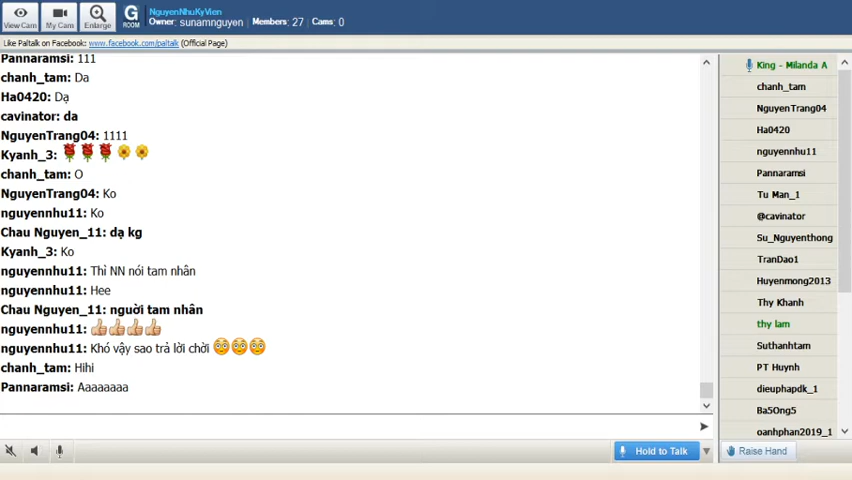 View Cam
My Cam
Enlarge
G
ROOM
NguyenNhuKyVien
Owner: sunamnguyen Members: 27 Cams: 0
Like Paltalk on Facebook: www.facebook.com/paltalk (Official Page)
Pannaramsi: 111
chanh_tam: Da
Ha0420: Dạ
cavinator: da
NguyenTrang04: 1111
Kyanh_3:
chanh_tam: O
NguyenTrang04: Ko
nguyennhu11: Ko
Chau Nguyen_11: dạ kg
Kyanh_3: Ko
nguyennhu11: Thì NN nói tam nhân
nguyennhu11: Hee
Chau Nguyen_11: người tam nhân
nguyennhu11:
nguyennhu11: Khó vậy sao trả lời chời
chanh_tam: Hihi
Pannaramsi: Aaaaaaaa
Hold to Talk
King - Milanda A
chanh_tam
NguyenTrang04
Ha0420
nguyennhu11
Pannaramsi
Tu Man_1
@cavinator
Su_Nguyenthong
TranDao1
Huyenmong2013
Thy Khanh
thy lam
Suthanhtam
PT Huynh
dieuphapdk_1
Ba5Ong5
oanhphan2019_1
Raise Hand